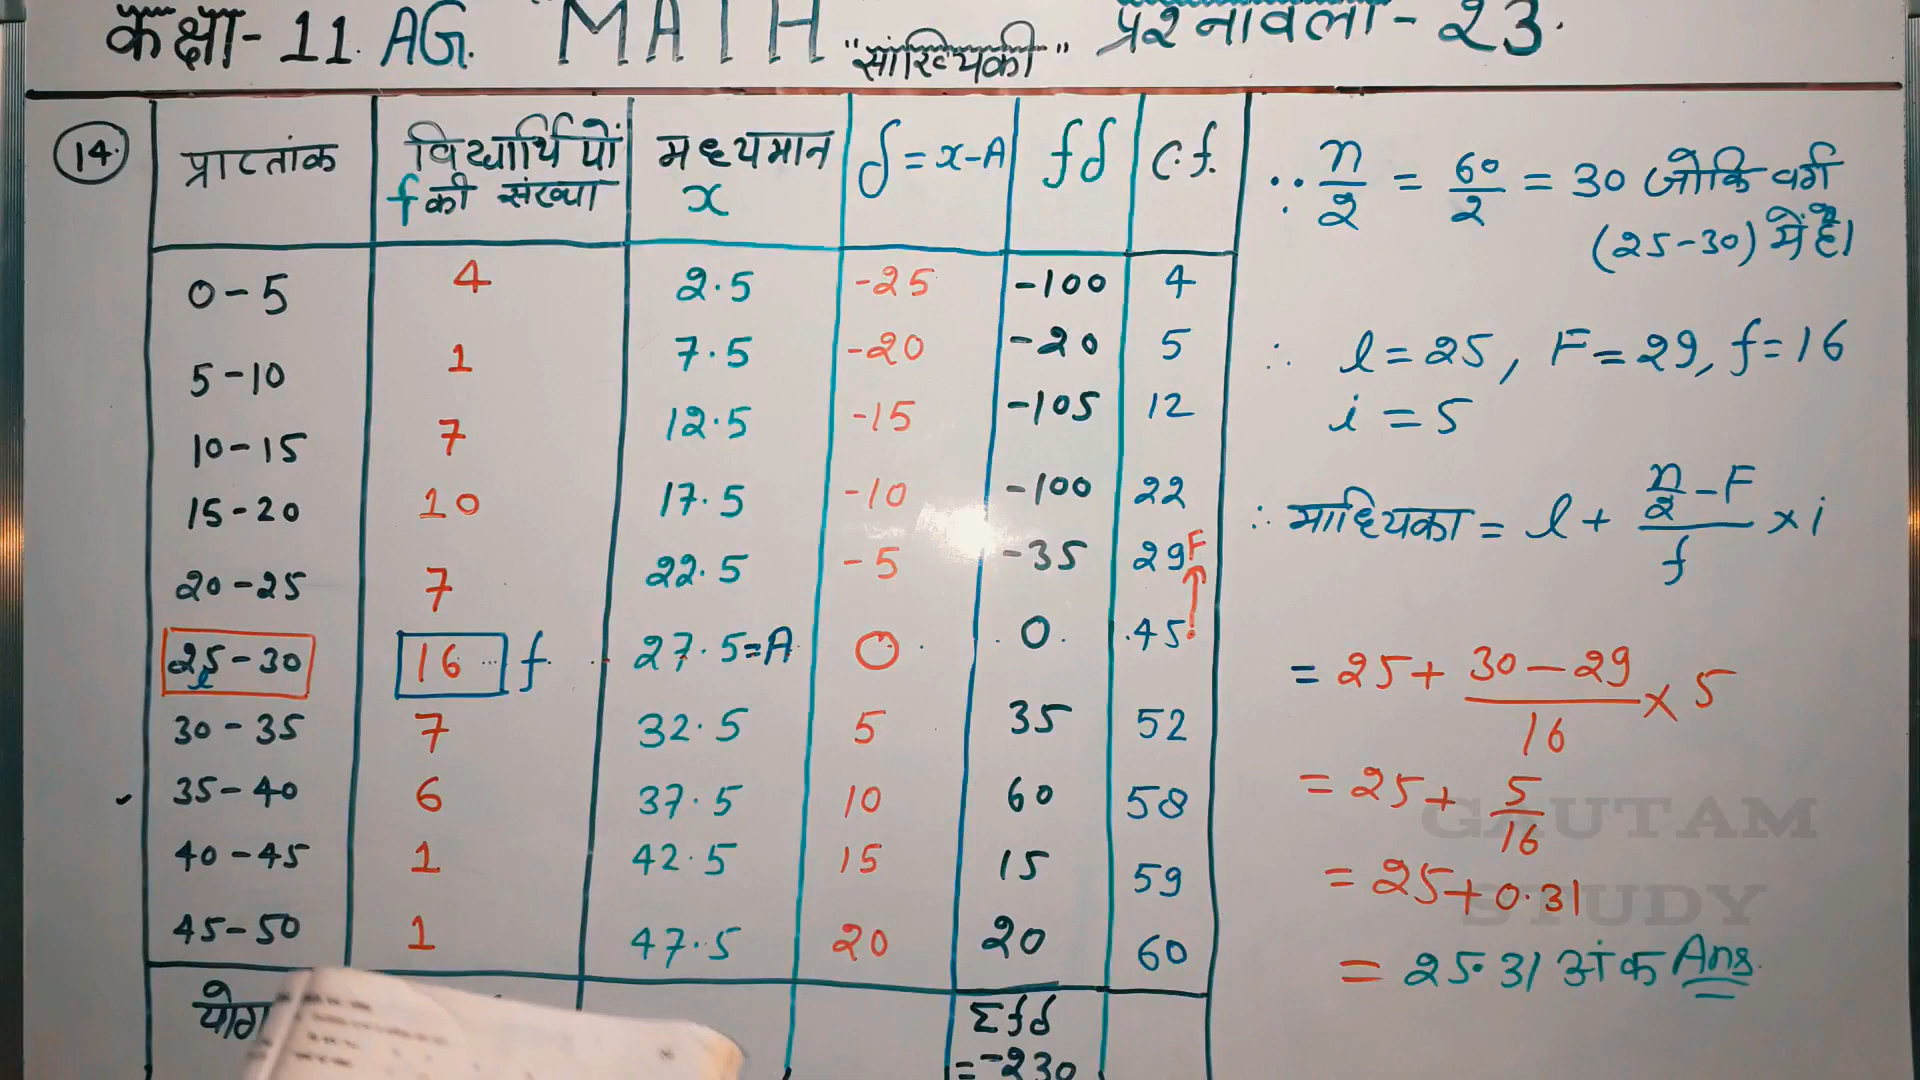 कक्षा- 11. AG. "MATH "सांख्यिकी" प्रश्नावली- 23.
14.
प्राप्तांक | विद्यार्थियों f की संख्या | मध्यमान x | d = x-A | fd | c.f.
0-5 | 4 | 2.5 | -25 | -100 | 4
5-10 | 1 | 7.5 | -20 | -20 | 5
10-15 | 7 | 12.5 | -15 | -105 | 12
15-20 | 10 | 17.5 | -10 | -100 | 22
20-25 | 7 | 22.5 | -5 | -35 | 29 F
25-30 l | 16 f | 27.5=A | 0 | 0 | 45
30-35 | 7 | 32.5 | 5 | 35 | 52
35-40 | 6 | 37.5 | 10 | 60 | 58
40-45 | 1 | 42.5 | 15 | 15 | 59
45-50 | 1 | 47.5 | 20 | 20 | 60
योग | Σfd
= -230
∵ n/2 = 60/2 = 30 जोकि वर्ग
(25-30) में है।
∴ l = 25, F = 29, f = 16
i = 5
∴ माध्यिका = l + (n/2 - F)/f × i
= 25 + (30 - 29)/16 × 5
= 25 + 5/16
= 25 + 0.31
= 25.31 अंक Ans.
GAUTAM
STUDY